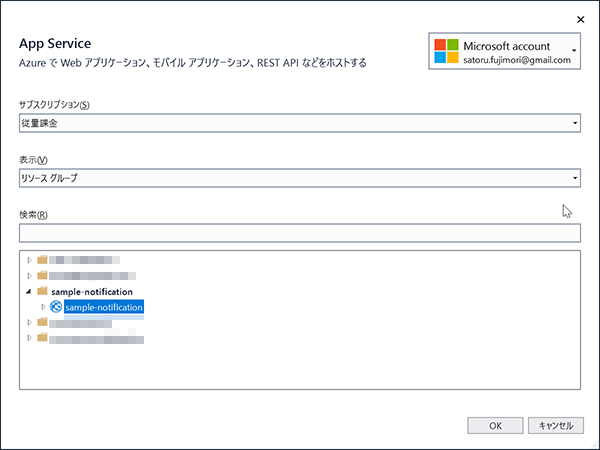 App Service
Azure で Web アプリケーション、モバイル アプリケーション、REST API などをホストする
Microsoft account
satoru.fujimori@gmail.com
サブスクリプション(S)
従量課金
表示(V)
リソース グループ
検索(R)
sample-notification
sample-notification
OK
キャンセル